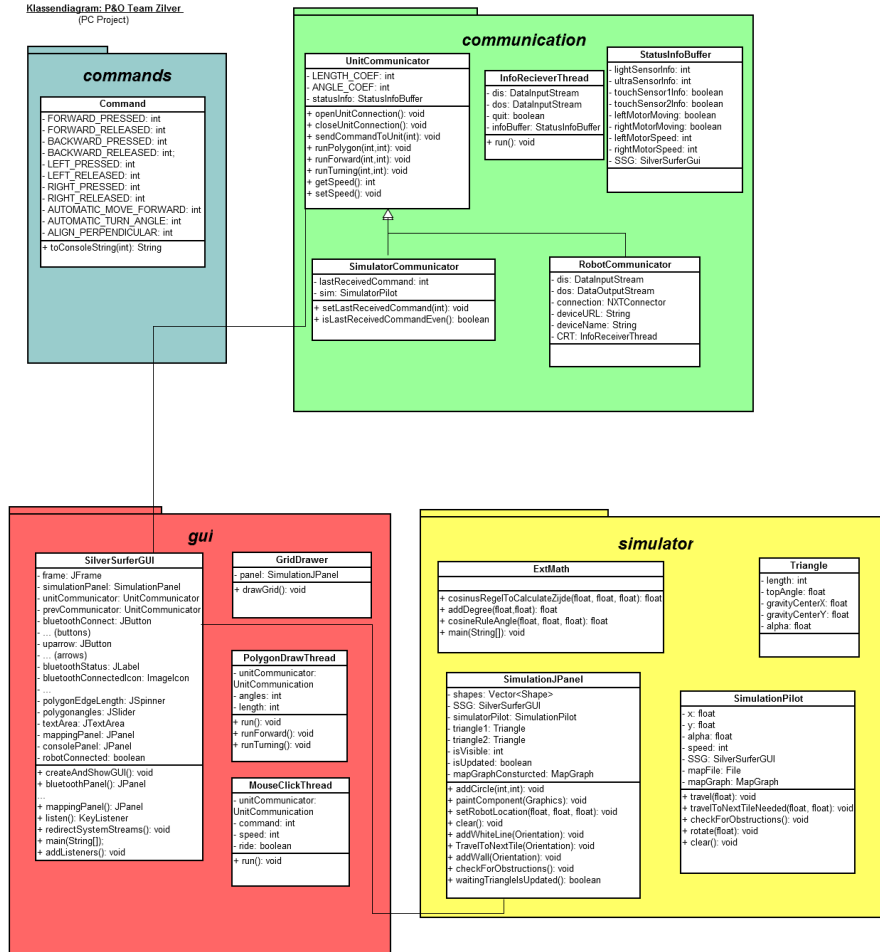 Klassendiagram: P&O Team Zilver
(PC Project)
commands
Command
- FORWARD_PRESSED: int
- FORWARD_RELEASED: int
- BACKWARD_PRESSED: int
- BACKWARD_RELEASED: int;
- LEFT_PRESSED: int
- LEFT_RELEASED: int
- RIGHT_PRESSED: int
- RIGHT_RELEASED: int
- AUTOMATIC_MOVE_FORWARD: int
- AUTOMATIC_TURN_ANGLE: int
- ALIGN_PERPENDICULAR: int
+ toConsoleString(int): String
communication
UnitCommunicator
- LENGTH_COEF: int
- ANGLE_COEF: int
- statusInfo: StatusInfoBuffer
+ openUnitConnection(): void
+ closeUnitConnection(): void
+ sendCommandToUnit(int): void
+ runPolygon(int,int): void
+ runForward(int,int): void
+ runTurning(int,int): void
+ getSpeed(): int
+ setSpeed(): void
InfoRecieverThread
- dis: DataInputStream
- dos: DataInputStream
- quit: boolean
- infoBuffer: StatusInfoBuffer
+ run(): void
StatusInfoBuffer
- lightSensorInfo: int
- ultraSensorInfo: int
- touchSensor1Info: boolean
- touchSensor2Info: boolean
- leftMotorMoving: boolean
- rightMotorMoving: boolean
- leftMotorSpeed: int
- rightMotorSpeed: int
- SSG: SilverSurferGui
SimulatorCommunicator
- lastReceivedCommand: int
- sim: SimulatorPilot
+ setLastReceivedCommand(int): void
+ isLastReceivedCommandEven(): boolean
RobotCommunicator
- dis: DataInputStream
- dos: DataOutputStream
- connection: NXTConnector
- deviceURL: String
- deviceName: String
- CRT: InfoReceiverThread
gui
SilverSurferGUI
- frame: JFrame
- simulationPanel: SimulationPanel
- unitCommunicator: UnitCommunicator
- prevCommunicator: UnitCommunicator
- bluetoothConnect: JButton
- ... (buttons)
- uparrow: JButton
- ... (arrows)
- bluetoothStatus: JLabel
- bluetoothConnectedIcon: ImageIcon
- ...
- polygonEdgeLength: JSpinner
- polygonangles: JSlider
- textArea: JTextArea
- mappingPanel: JPanel
- consolePanel: JPanel
- robotConnected: boolean
+ createAndShowGUI(): void
+ bluetoothPanel(): JPanel
...
+ mappingPanel(): JPanel
+ listen(): KeyListener
+ redirectSystemStreams(): void
+ main(String[]);
+ addListeners(): void
GridDrawer
- panel: SimulationJPanel
+ drawGrid(): void
PolygonDrawThread
- unitCommunicator:
UnitCommunication
- angles: int
- length: int
+ run(): void
+ runForward(): void
+ runTurning(): void
MouseClickThread
- unitCommunicator:
UnitCommunication
- command: int
- speed: int
- ride: boolean
+ run(): void
simulator
ExtMath
+ cosinusRegelToCalculateZijde(float, float, float): float
+ addDegree(float,float): float
+ cosineRuleAngle(float, float, float): float
+ main(String[]): void
Triangle
- length: int
- topAngle: float
- gravityCenterX: float
- gravityCenterY: float
- alpha: float
SimulationJPanel
- shapes: Vector<Shape>
- SSG: SilverSurferGUI
- simulatorPilot: SimulationPilot
- triangle1: Triangle
- triangle2: Triangle
- isVisible: int
- isUpdated: boolean
- mapGraphConsturcted: MapGraph
+ addCircle(int,int): void
+ paintComponent(Graphics): void
+ setRobotLocation(float, float, float): void
+ clear(): void
+ addWhiteLine(Orientation): void
+ TravelToNextTile(Orientation): void
+ addWall(Orientation): void
+ checkForObstructions(): void
+ waitingTriangleIsUpdated(): boolean
SimulationPilot
- x: float
- y: float
- alpha: float
- speed: int
- SSG: SilverSurferGUI
- mapFile: File
- mapGraph: MapGraph
+ travel(float): void
+ travelToNextTileNeeded(float, float): void
+ checkForObstructions(): void
+ rotate(float): void
+ clear(): void